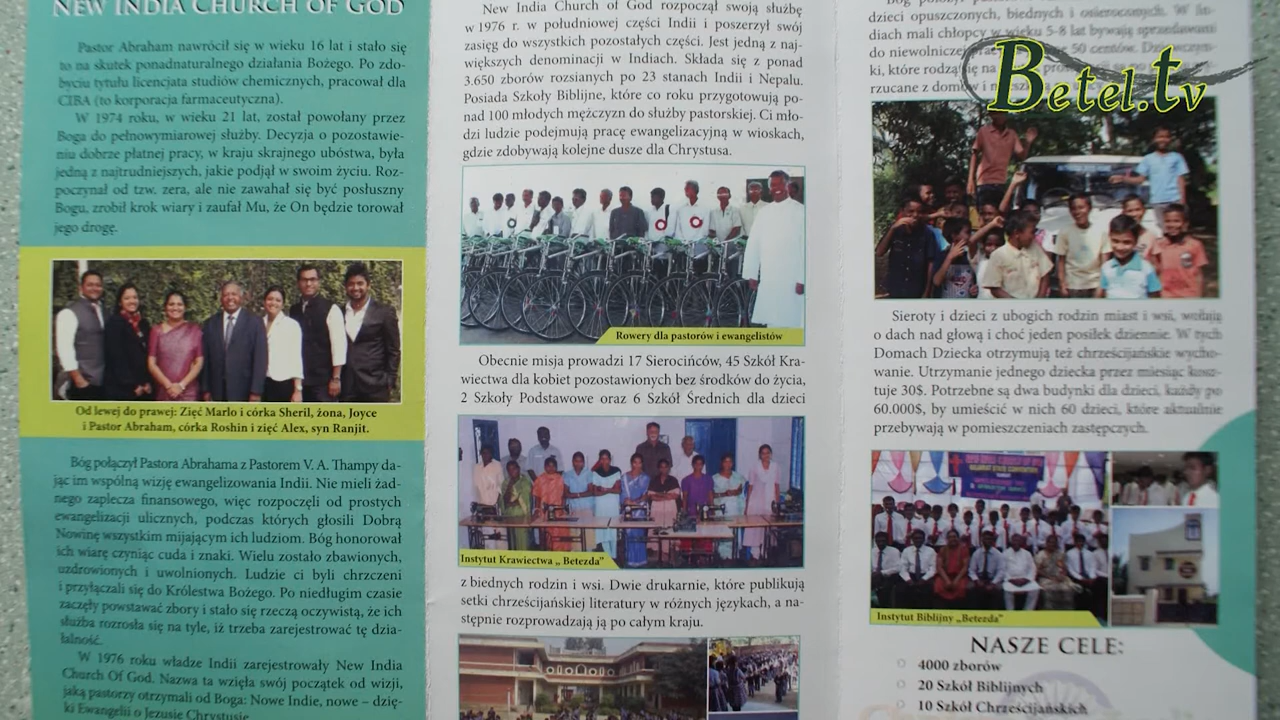 NEW INDIA CHURCH OF GOD
Pastor Abraham nawrócił się w wieku 16 lat i stało się
to na skutek ponadnaturalnego działania Bożego. Po zdo-
byciu tytułu licencjata studiów chemicznych, pracował dla
CIBA (to korporacja farmaceutyczna).
W 1974 roku, w wieku 21 lat, został powołany przez
Boga do pełnowymiarowej służby. Decyzja o pozostawie-
niu dobrze płatnej pracy, w kraju skrajnego ubóstwa, była
jedną z najtrudniejszych, jakie podjął w swoim życiu. Roz-
poczynał od tzw. zera, ale nie zawahał się być posłuszny
Bogu, zrobił krok wiary i zaufał Mu, że On będzie torował
jego drogę.
Od lewej do prawej: Zięć Marlo i córka Sheril, żona, Joyce
i Pastor Abraham, córka Roshin i zięć Alex, syn Ranjit.
Bóg połączył Pastora Abrahama z Pastorem V. A. Thampy da-
jąc im wspólną wizję ewangelizowania Indii. Nie mieli żad-
nego zaplecza finansowego, więc rozpoczęli od prostych
ewangelizacji ulicznych, podczas których głosili Dobrą
Nowinę wszystkim mijającym ich ludziom. Bóg honorował
ich wiarę czyniąc cuda i znaki. Wielu zostało zbawionych,
uzdrowionych i uwolnionych. Ludzie ci byli chrzczeni
i przyłączali się do Królestwa Bożego. Po niedługim czasie
zaczęły powstawać zbory i stało się rzeczą oczywistą, że ich
służba rozrosła się na tyle, iż trzeba zarejestrować tę dzia-
łalność.
W 1976 roku władze Indii zarejestrowały New India
Church Of God. Nazwa ta wzięła swój początek od wizji,
jaką pastorzy otrzymali od Boga: Nowe Indie, nowe – dzię-
ki Ewangelii o Jezusie Chrystusie.
New India Church of God rozpoczął swoją służbę
w 1976 r. w południowej części Indii i poszerzył swój
zasięg do wszystkich pozostałych części. Jest jedną z naj-
większych denominacji w Indiach. Składa się z ponad
3.650 zborów rozsianych po 23 stanach Indii i Nepalu.
Posiada Szkoły Biblijne, które co roku przygotowują po-
nad 100 młodych mężczyzn do służby pastorskiej. Ci mło-
dzi ludzie podejmują pracę ewangelizacyjną w wioskach,
gdzie zdobywają kolejne dusze dla Chrystusa.
Rowery dla pastorów i ewangelistów
Obecnie misja prowadzi 17 Sierocińców, 45 Szkół Kra-
wiectwa dla kobiet pozostawionych bez środków do życia,
2 Szkoły Podstawowe oraz 6 Szkół Średnich dla dzieci
Instytut Krawiectwa „ Betezda”
z biednych rodzin i wsi. Dwie drukarnie, które publikują
setki chrześcijańskiej literatury w różnych językach, a na-
stępnie rozprowadzają ją po całym kraju.
dzieci opuszczonych, biednych i osieroconych. W In-
diach mali chłopcy w wieku 5-8 lat bywają sprzedawani
do niewolniczej 50 centów.
ki, które rodzą się na
rzucane z domów i
Betel.tv
Sieroty i dzieci z ubogich rodzin miast i wsi, wołają
o dach nad głową i choć jeden posiłek dziennie. W tych
Domach Dziecka otrzymują też chrześcijańskie wycho-
wanie. Utrzymanie jednego dziecka przez miesiąc kosz-
tuje 30$. Potrzebne są dwa budynki dla dzieci, każdy po
60.000$, by umieścić w nich 60 dzieci, które aktualnie
przebywają w pomieszczeniach zastępczych.
Instytut Biblijny „Betezda”
NASZE CELE:
4000 zborów
20 Szkół Biblijnych
10 Szkół Chrześcijańskich